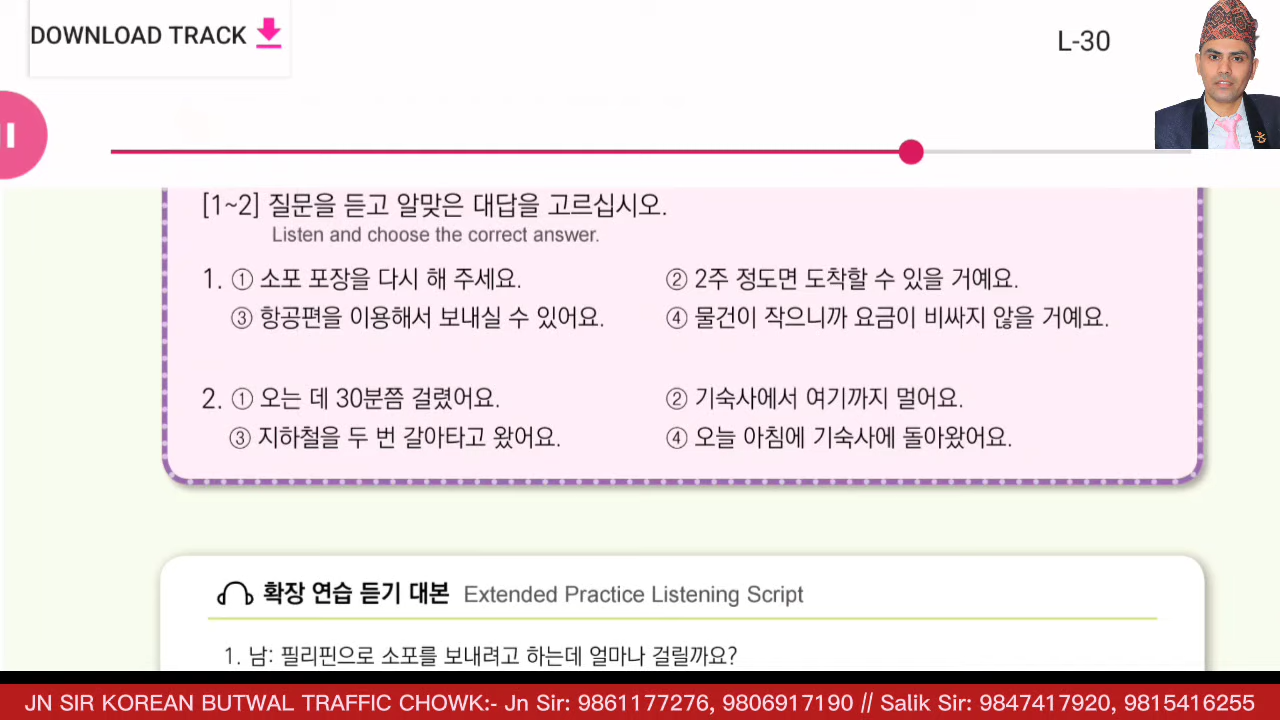 DOWNLOAD TRACK
L-30
[1~2] 질문을 듣고 알맞은 대답을 고르십시오.
Listen and choose the correct answer.
1. ① 소포 포장을 다시 해 주세요. ② 2주 정도면 도착할 수 있을 거예요.
③ 항공편을 이용해서 보내실 수 있어요. ④ 물건이 작으니까 요금이 비싸지 않을 거예요.
2. ① 오는 데 30분쯤 걸렸어요. ② 기숙사에서 여기까지 멀어요.
③ 지하철을 두 번 갈아타고 왔어요. ④ 오늘 아침에 기숙사에 돌아왔어요.
확장 연습 듣기 대본 Extended Practice Listening Script
1. 남: 필리핀으로 소포를 보내려고 하는데 얼마나 걸릴까요?
JN SIR KOREAN BUTWAL TRAFFIC CHOWK:- Jn Sir: 9861177276, 9806917190 // Salik Sir: 9847417920, 9815416255